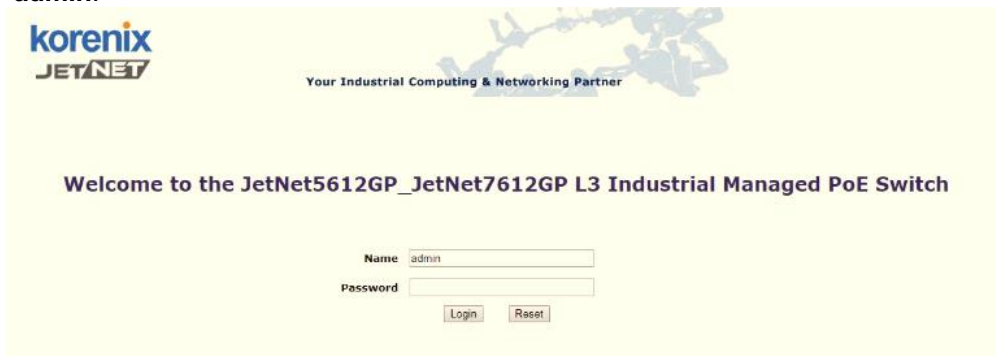 admin.
korenix
JETNET
Your Industrial Computing & Networking Partner
Welcome to the JetNet5612GP_JetNet7612GP L3 Industrial Managed PoE Switch
Name admin
Password
Login Reset